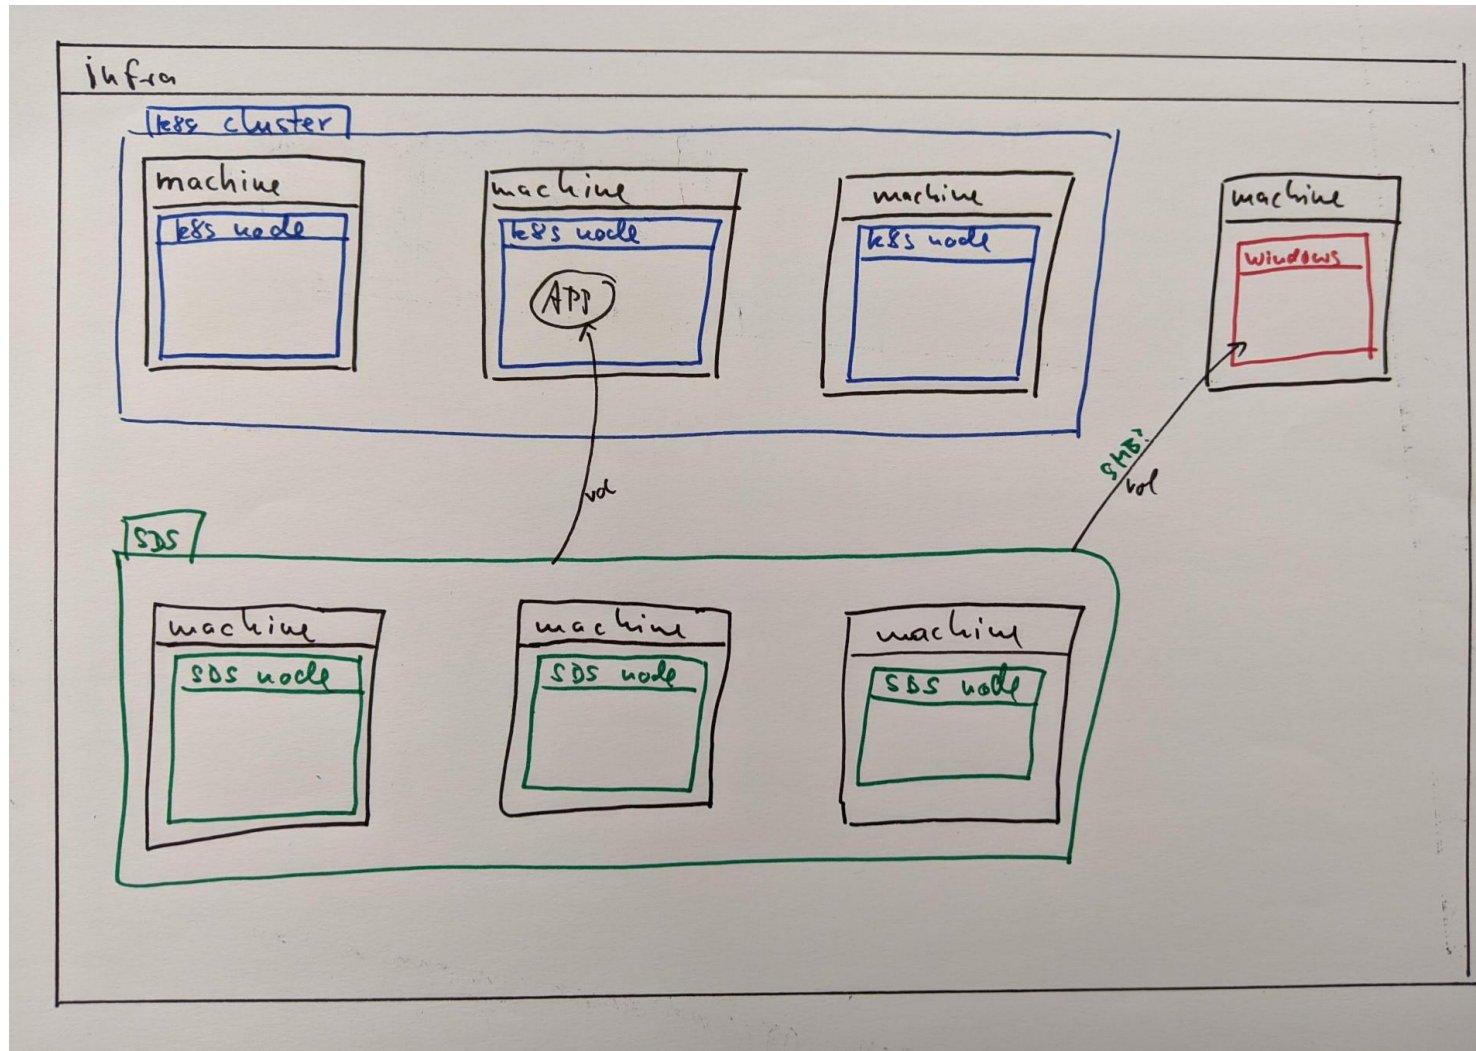 infra
k8s cluster
machine
k8s node
machine
k8s node
APP
machine
k8s node
machine
windows
vol
SMB?
vol
SDS
machine
SDS node
machine
SDS node
machine
SDS node